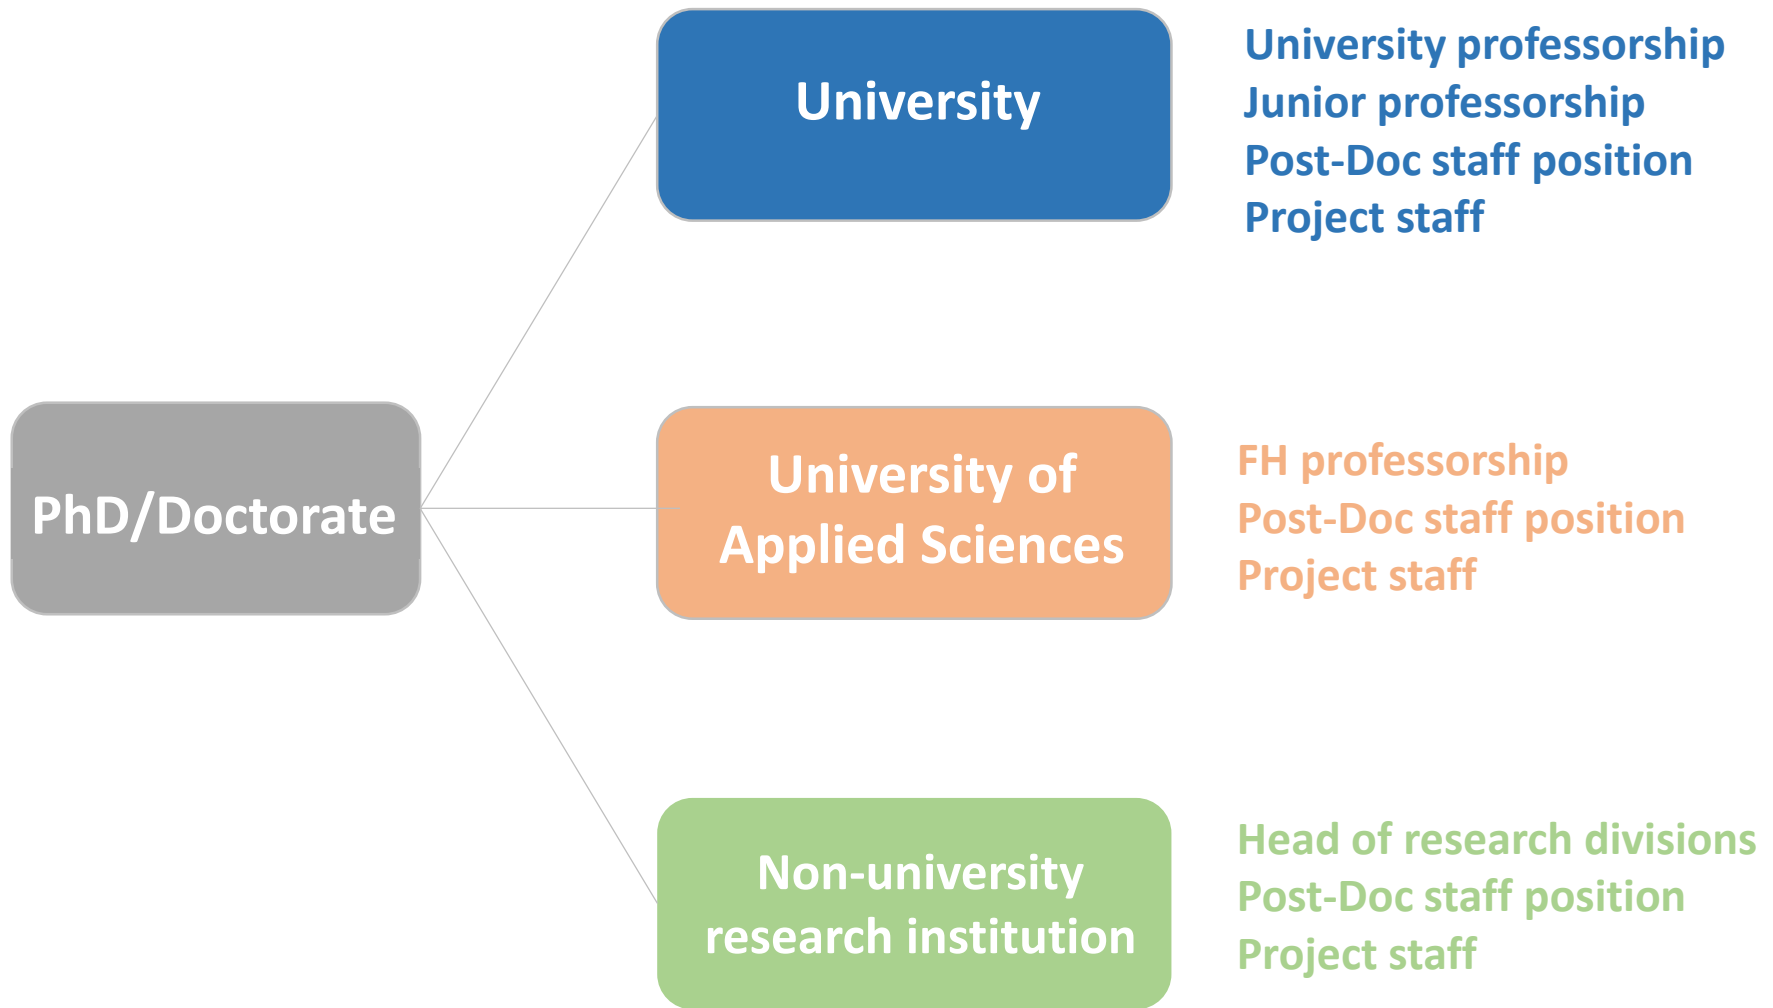 University
University professorship
Junior professorship
Post-Doc staff position
Project staff
PhD/Doctorate
University of
Applied Sciences
FH professorship
Post-Doc staff position
Project staff
Non-university
research institution
Head of research divisions
Post-Doc staff position
Project staff